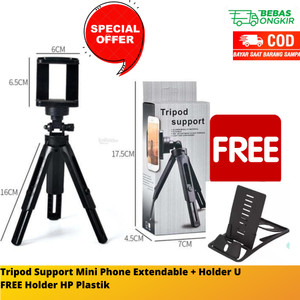 BEBAS
ONGKIR
SPECIAL
OFFER
COD
BAYAR SAAT BARANG SAMPAI
6CM
6.5CM
16CM
Tripod
support
17.5CM
4.5CM
7CM
FREE
Tripod Support Mini Phone Extendable + Holder U
FREE Holder HP Plastik